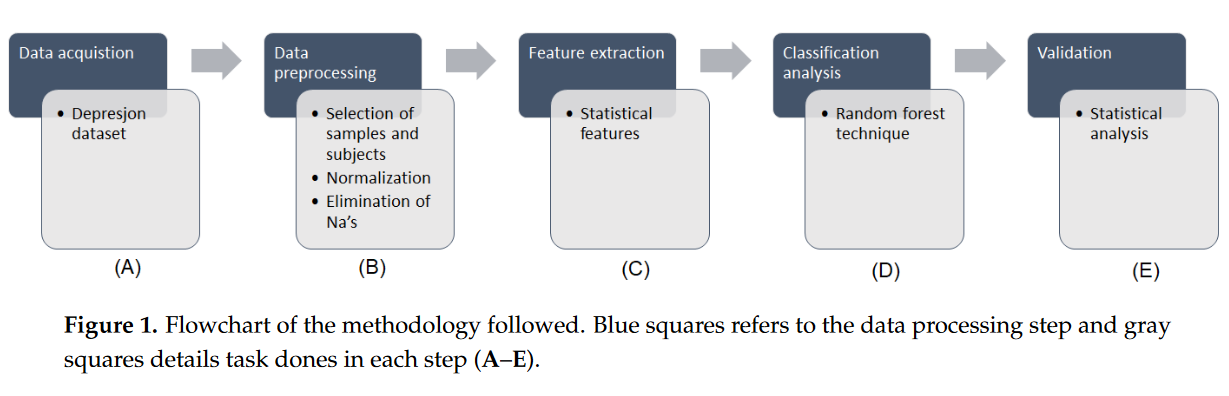 Data acquistion
• Depresjon
dataset
(A)
Data
preprocessing
• Selection of
samples and
subjects
• Normalization
• Elimination of
Na's
(B)
Feature extraction
• Statistical
features
(C)
Classification
analysis
• Random forest
technique
(D)
Validation
• Statistical
analysis
(E)
Figure 1. Flowchart of the methodology followed. Blue squares refers to the data processing step and gray
squares details task dones in each step (A–E).